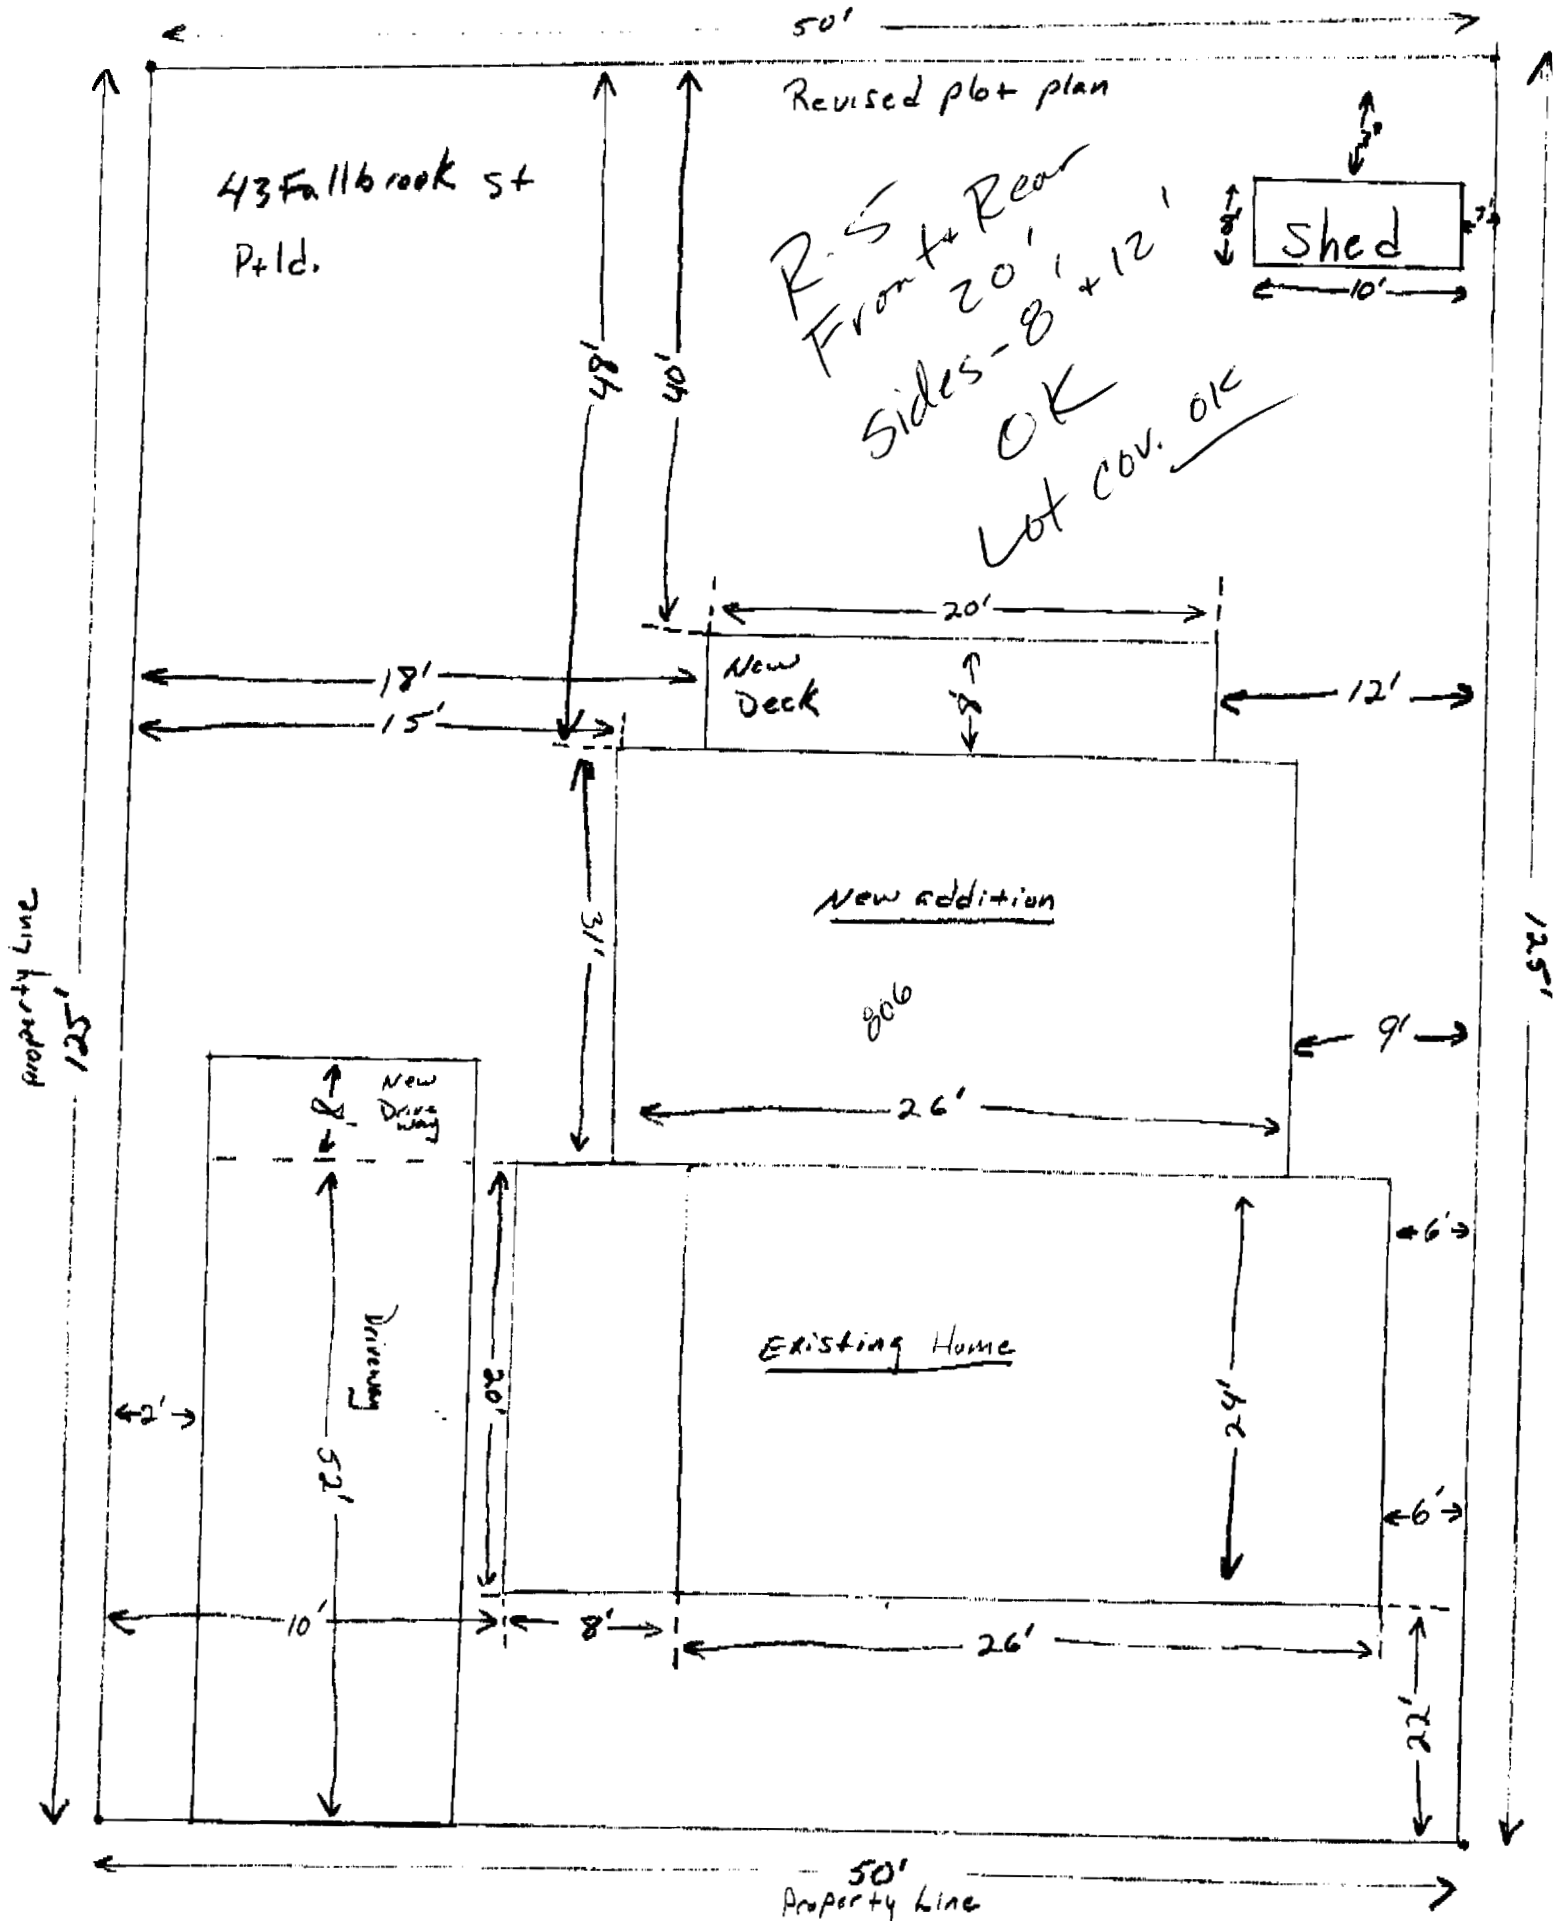 50'
Revised plot plan
43 Fallbrook st
Ptld.
R-5
Front + Rear
20'
Sides - 8' + 12'
OK
Lot cov. OK
Shed
8'
10'
48'
40'
20'
New
Deck
8'
18'
15'
12'
New addition
806
31'
26'
9'
Property Line
125'
125'
New
Drive
way
8'
Driveway
52'
2'
20'
Existing Home
24'
6'
6'
10'
8'
26'
22'
50'
Property Line